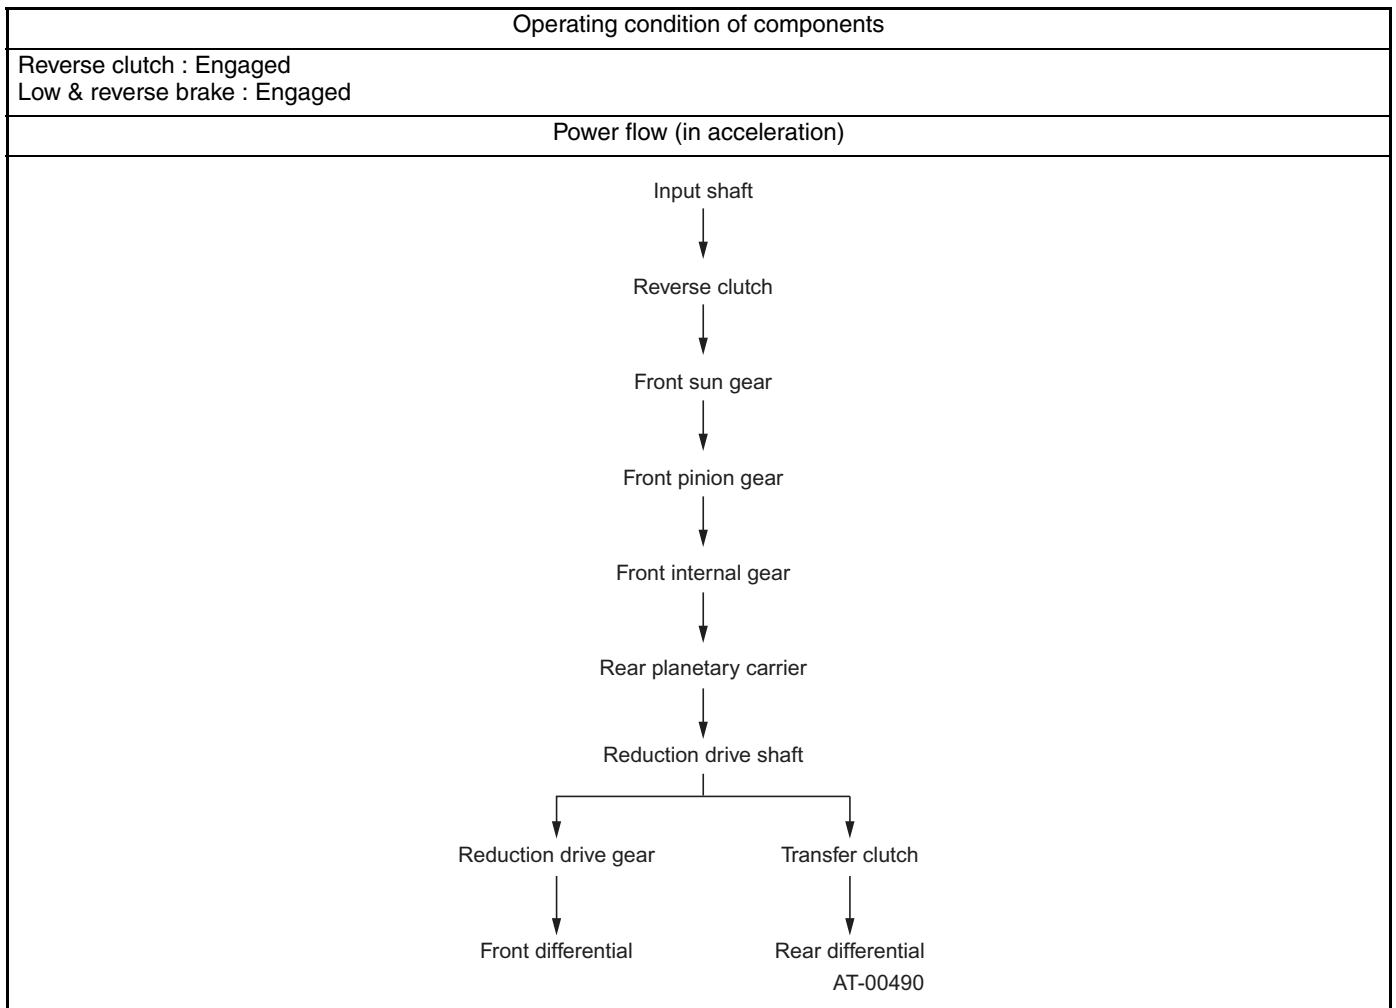 Operating condition of components
Reverse clutch : Engaged
Low & reverse brake : Engaged
Power flow (in acceleration)
Input shaft
Reverse clutch
Front sun gear
Front pinion gear
Front internal gear
Rear planetary carrier
Reduction drive shaft
Reduction drive gear
Transfer clutch
Front differential
Rear differential
AT-00490